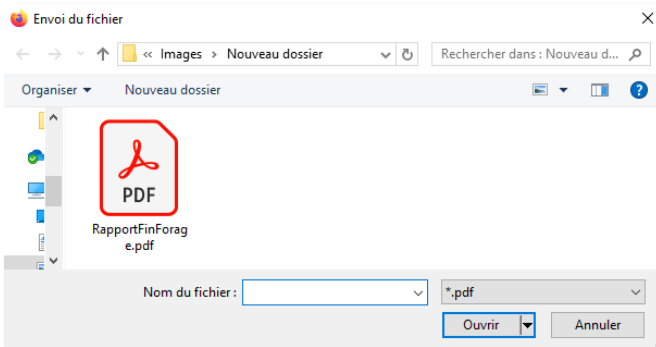 Envoi du fichier
« Images › Nouveau dossier
Rechercher dans : Nouveau d...
Organiser
Nouveau dossier
?
PDF
RapportFinForag
e.pdf
Nom du fichier :
*.pdf
Ouvrir
Annuler